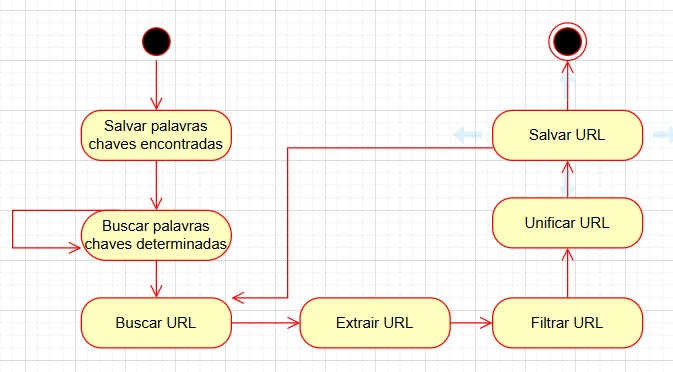 Salvar palavras
chaves encontradas
Buscar palavras
chaves determinadas
Buscar URL
Extrair URL
Filtrar URL
Unificar URL
Salvar URL